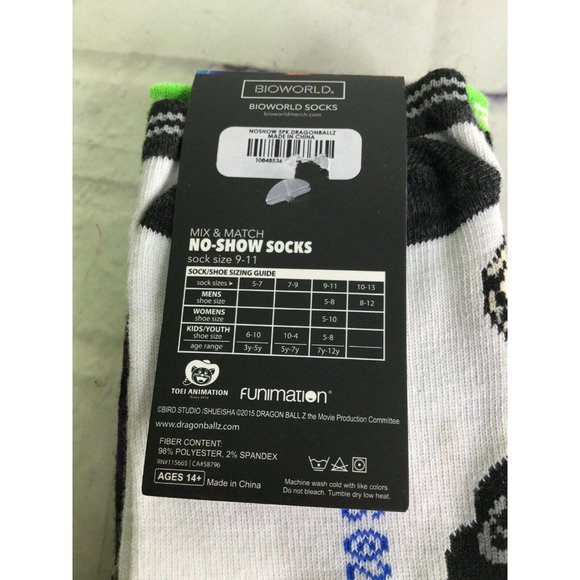 BIOWORLD®
BIOWORLD SOCKS
bioworldmerch.com
NOSHOW 5PK DRAGONBALLZ
MADE IN CHINA
10848536
MIX & MATCH
NO-SHOW SOCKS
sock size 9-11
SOCK/SHOE SIZING GUIDE
sock sizes > 5-7 7-9 9-11 10-13
MENS
shoe size 5-8 8-12
WOMENS
shoe size 5-10
KIDS/YOUTH
shoe size 6-10 10-4 5-8
age range 3y-5y 5y-7y 7y-12y
TOEI ANIMATION
Since 1956
FUNIMATION®
©BIRD STUDIO /SHUEISHA ©2015 DRAGON BALL Z the Movie Production Committee
www.dragonballz.com
FIBER CONTENT:
98% POLYESTER, 2% SPANDEX
RN#115665 | CA#58796
AGES 14+ Made in China
Machine wash cold with like colors.
Do not bleach. Tumble dry low heat.